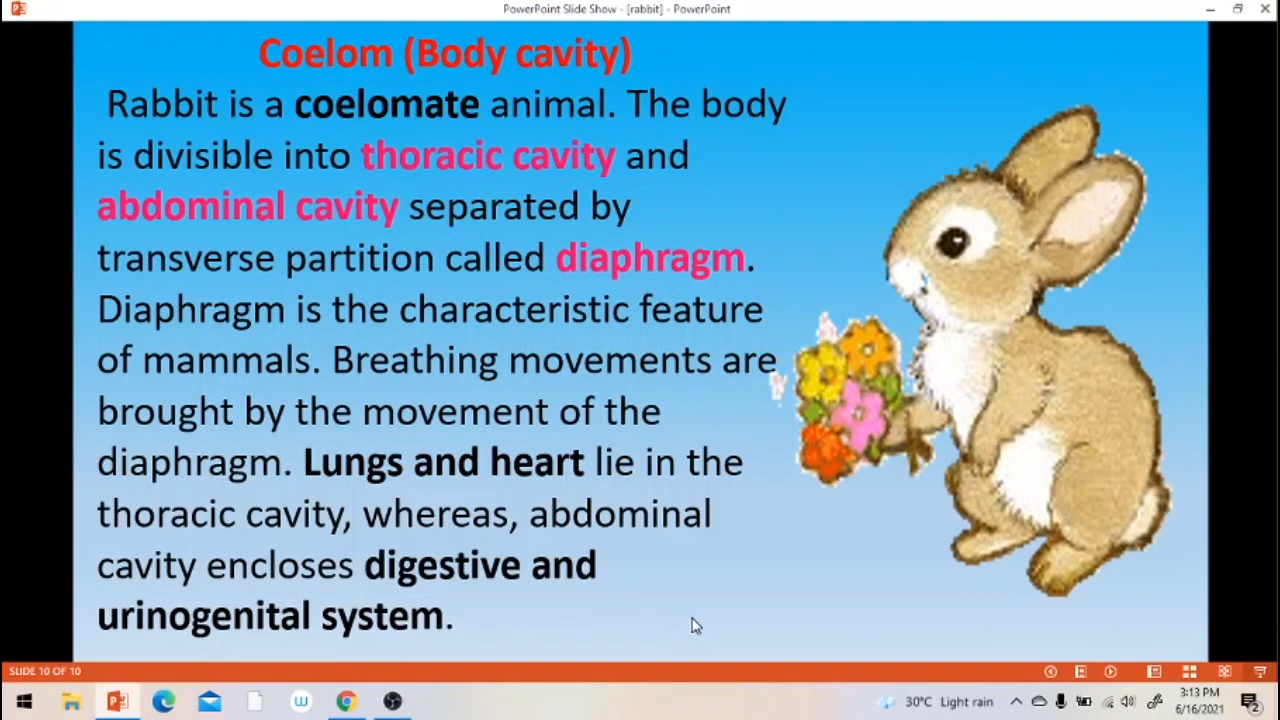 PowerPoint Slide Show - [rabbit] - PowerPoint
Coelom (Body cavity)
Rabbit is a coelomate animal. The body
is divisible into thoracic cavity and
abdominal cavity separated by
transverse partition called diaphragm.
Diaphragm is the characteristic feature
of mammals. Breathing movements are
brought by the movement of the
diaphragm. Lungs and heart lie in the
thoracic cavity, whereas, abdominal
cavity encloses digestive and
urinogenital system.
SLIDE 10 OF 10
30°C Light rain
3:13 PM
6/16/2021
2